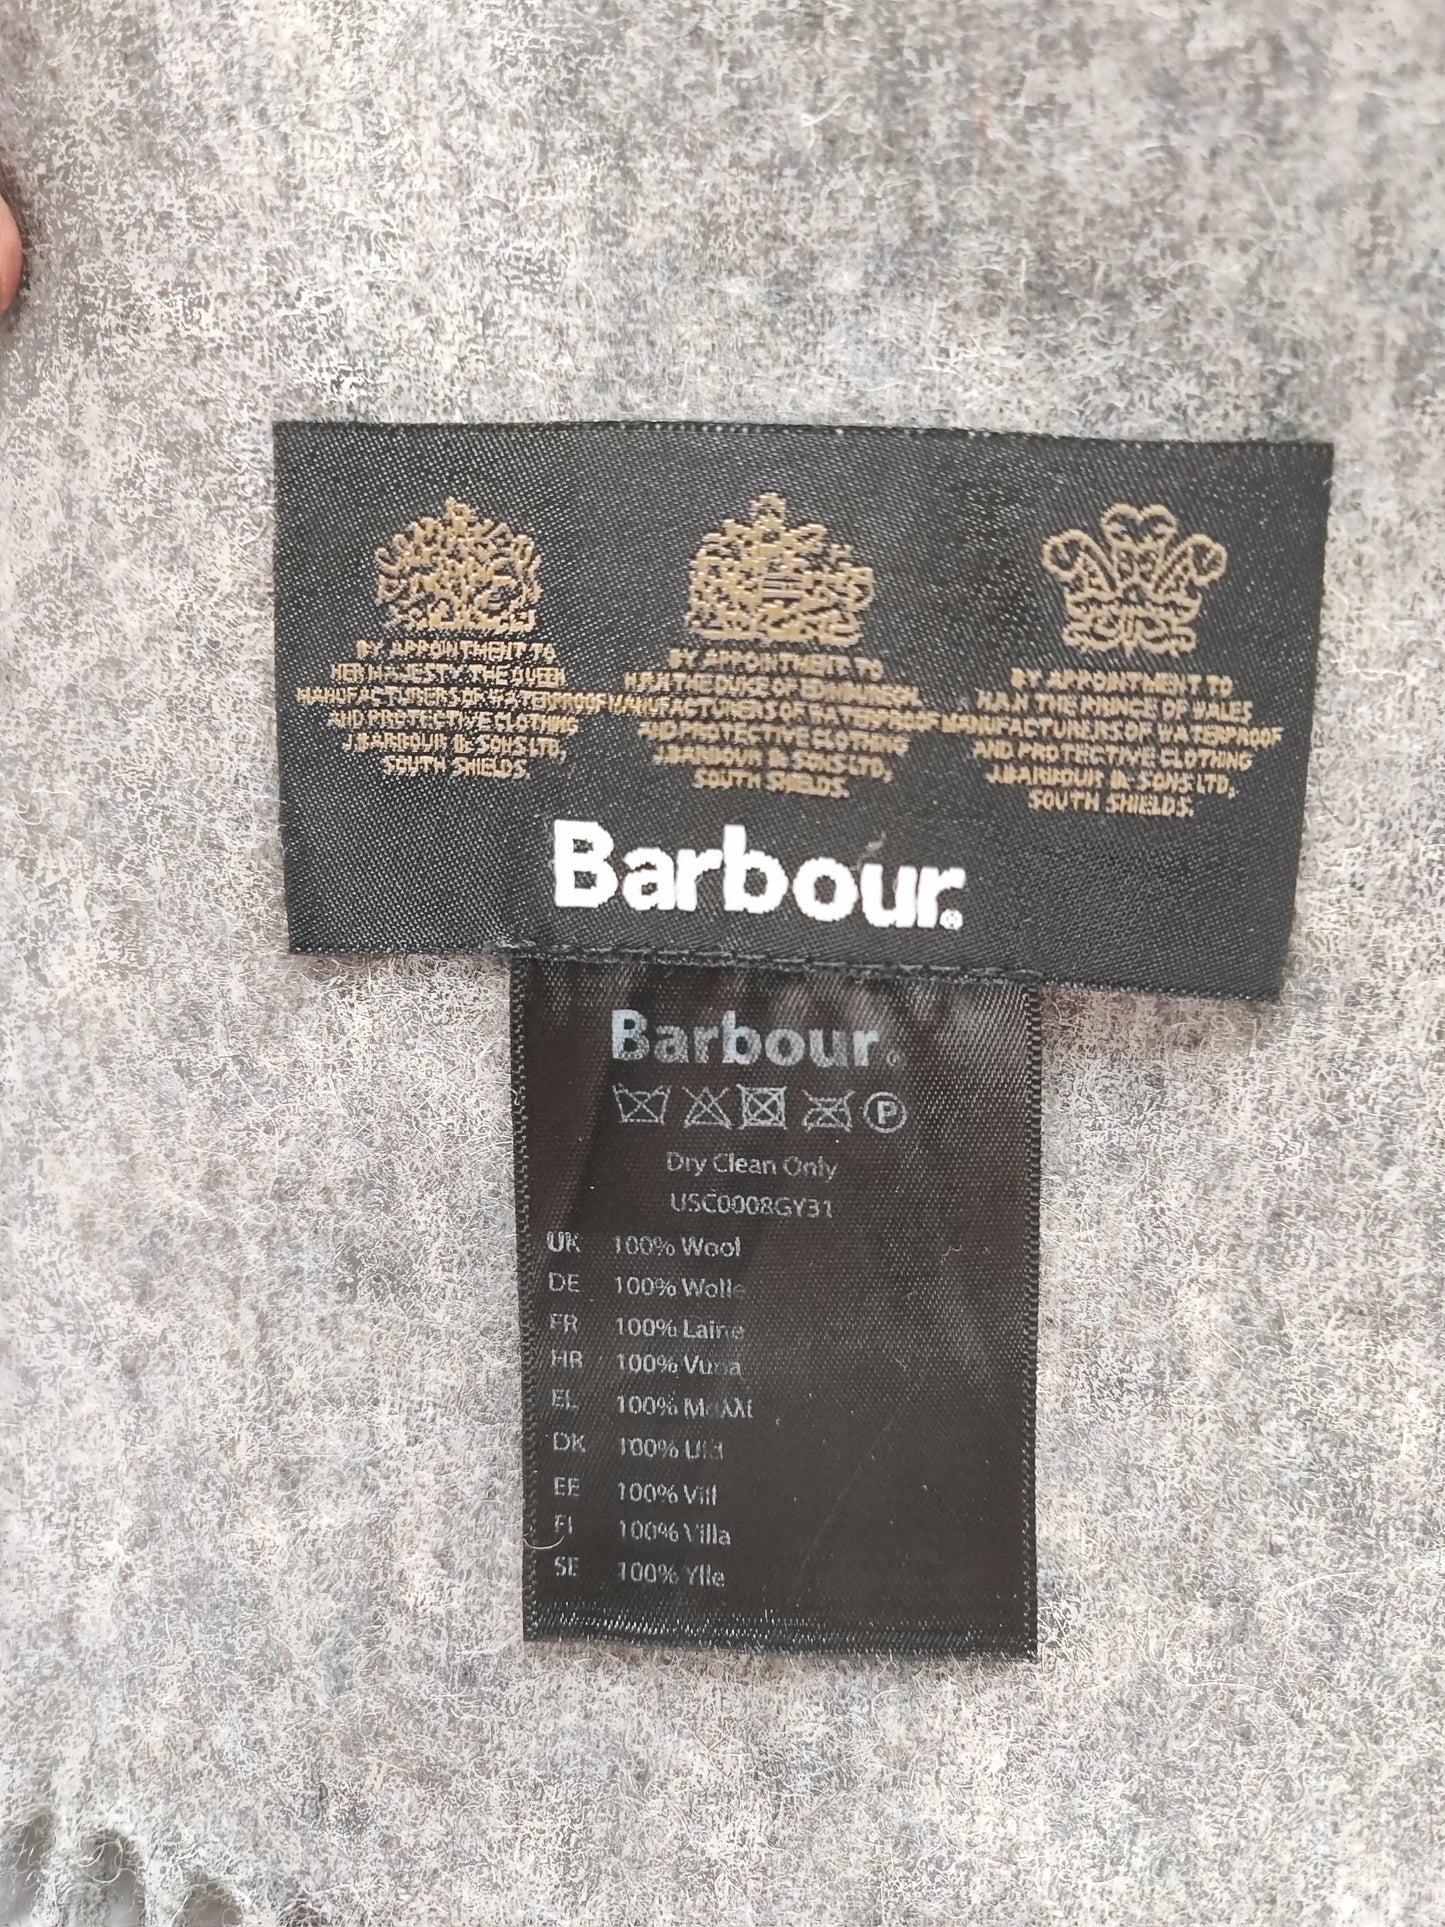 BY APPOINTMENT TO
HER MAJESTY THE QUEEN
MANUFACTURERS OF WATERPROOF
AND PROTECTIVE CLOTHING
J.BARBOUR & SONS LTD,
SOUTH SHIELDS.
BY APPOINTMENT TO
H.R.H THE DUKE OF EDINBURGH
MANUFACTURERS OF WATERPROOF
AND PROTECTIVE CLOTHING
J.BARBOUR & SONS LTD,
SOUTH SHIELDS.
BY APPOINTMENT TO
H.R.H THE PRINCE OF WALES
MANUFACTURERS OF WATERPROOF
AND PROTECTIVE CLOTHING
J.BARBOUR & SONS LTD,
SOUTH SHIELDS.
Barbour®
Barbour®
P
Dry Clean Only
USC0008GY31
UK 100% Wool
DE 100% Wolle
FR 100% Laine
HR 100% Vuna
EL 100% Μαλλί
DK 100% Uld
EE 100% Vill
FI 100% Villa
SE 100% Ylle